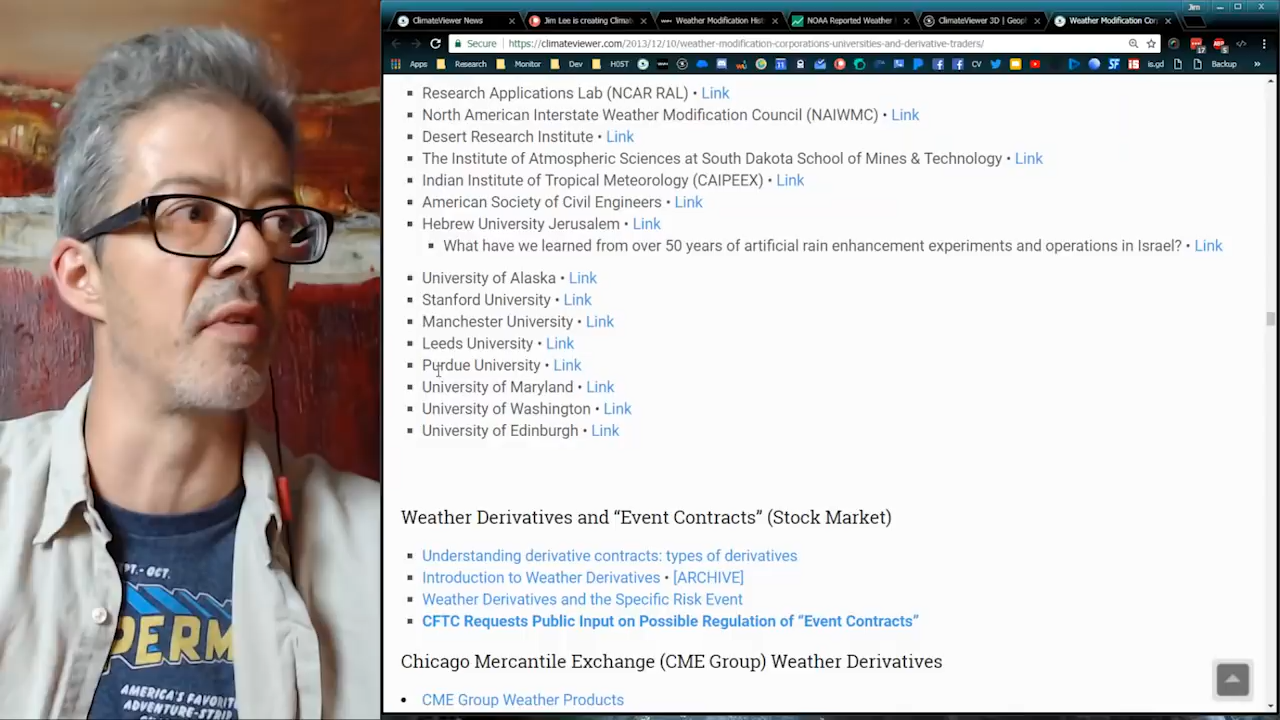 Jim
ClimateViewer News
Jim Lee is creating Climat
Weather Modification Hist
NOAA Reported Weather
ClimateViewer 3D | Geopl
Weather Modification Cor
Secure
https://climateviewer.com/2013/12/10/weather-modification-corporations-universities-and-derivative-traders/
Apps Research Monitor Dev H0ST CV is.gd Backup
Research Applications Lab (NCAR RAL) • Link
North American Interstate Weather Modification Council (NAIWMC) • Link
Desert Research Institute • Link
The Institute of Atmospheric Sciences at South Dakota School of Mines & Technology • Link
Indian Institute of Tropical Meteorology (CAIPEEX) • Link
American Society of Civil Engineers • Link
Hebrew University Jerusalem • Link
What have we learned from over 50 years of artificial rain enhancement experiments and operations in Israel? • Link
University of Alaska • Link
Stanford University • Link
Manchester University • Link
Leeds University • Link
Purdue University • Link
University of Maryland • Link
University of Washington • Link
University of Edinburgh • Link
Weather Derivatives and “Event Contracts” (Stock Market)
Understanding derivative contracts: types of derivatives
Introduction to Weather Derivatives • [ARCHIVE]
Weather Derivatives and the Specific Risk Event
CFTC Requests Public Input on Possible Regulation of “Event Contracts”
Chicago Mercantile Exchange (CME Group) Weather Derivatives
CME Group Weather Products
PT.-OCT.
PERM
AMERICA'S FAVORIT
ADVENTURE-STRIP